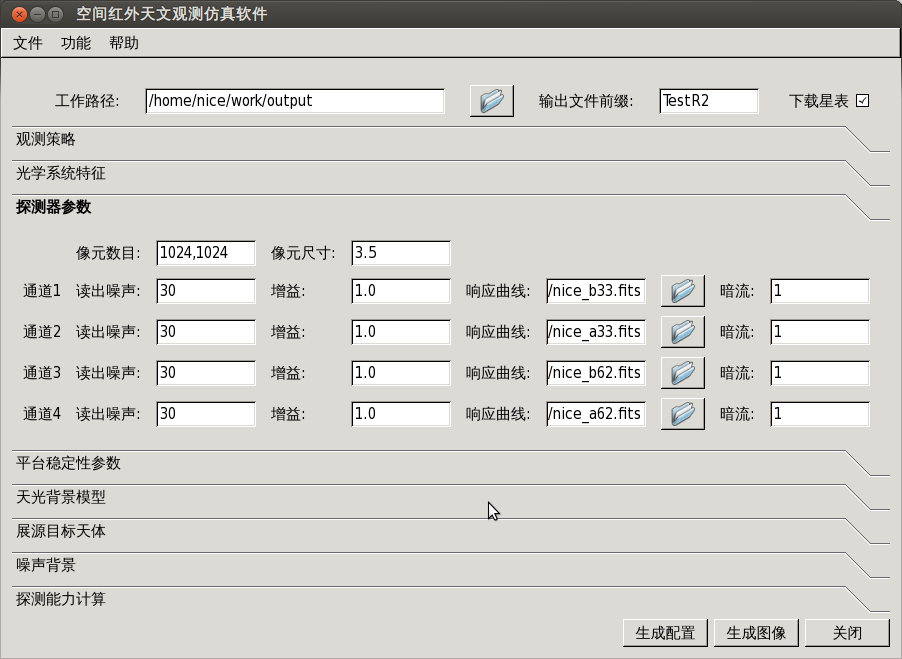 空间红外天文观测仿真软件
文件 功能 帮助
工作路径: /home/nice/work/output 输出文件前缀: TestR2 下载星表
观测策略
光学系统特征
探测器参数
像元数目: 1024,1024 像元尺寸: 3.5
通道1 读出噪声: 30 增益: 1.0 响应曲线: /nice_b33.fits 暗流: 1
通道2 读出噪声: 30 增益: 1.0 响应曲线: /nice_a33.fits 暗流: 1
通道3 读出噪声: 30 增益: 1.0 响应曲线: /nice_b62.fits 暗流: 1
通道4 读出噪声: 30 增益: 1.0 响应曲线: /nice_a62.fits 暗流: 1
平台稳定性参数
天光背景模型
展源目标天体
噪声背景
探测能力计算
生成配置 生成图像 关闭